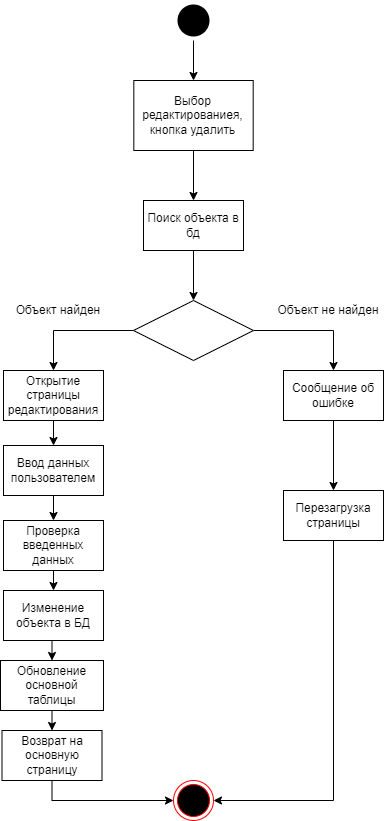 Выбор
редактированиея,
кнопка удалить
Поиск объекта в
бд
Объект найден
Объект не найден
Открытие
страницы
редактирования
Сообщение об
ошибке
Ввод данных
пользователем
Перезагрузка
страницы
Проверка
введенных
данных
Изменение
объекта в БД
Обновление
основной
таблицы
Возврат на
основную
страницу